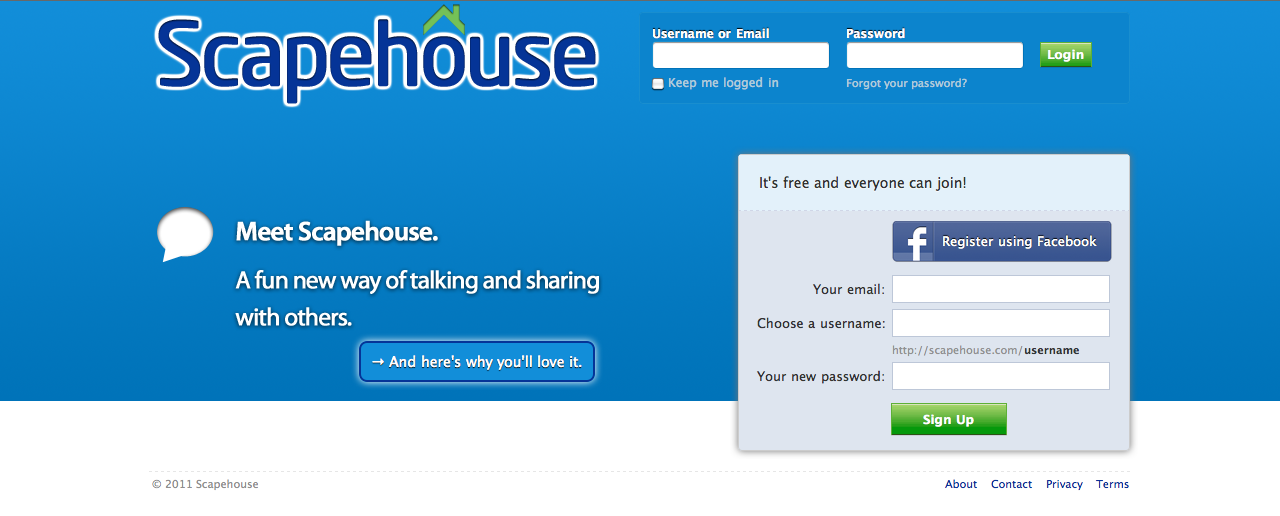 Scapehouse
Username or Email
Password
Login
Keep me logged in
Forgot your password?
It's free and everyone can join!
Register using Facebook
Meet Scapehouse.
A fun new way of talking and sharing
with others.
→ And here's why you'll love it.
Your email:
Choose a username:
http://scapehouse.com/username
Your new password:
Sign Up
© 2011 Scapehouse
About
Contact
Privacy
Terms